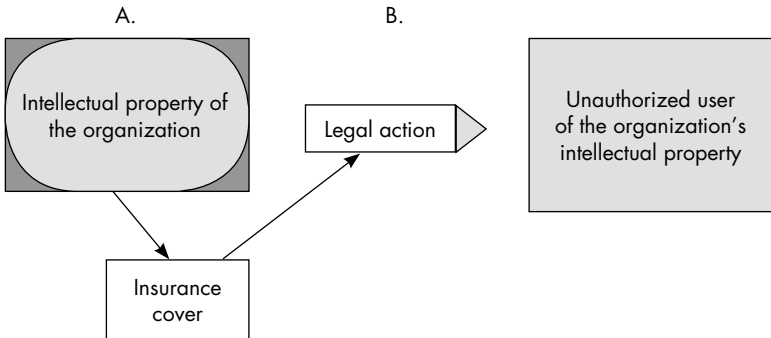 A.
B.
Intellectual property of
the organization
Legal action
Unauthorized user
of the organization's
intellectual property
Insurance
cover